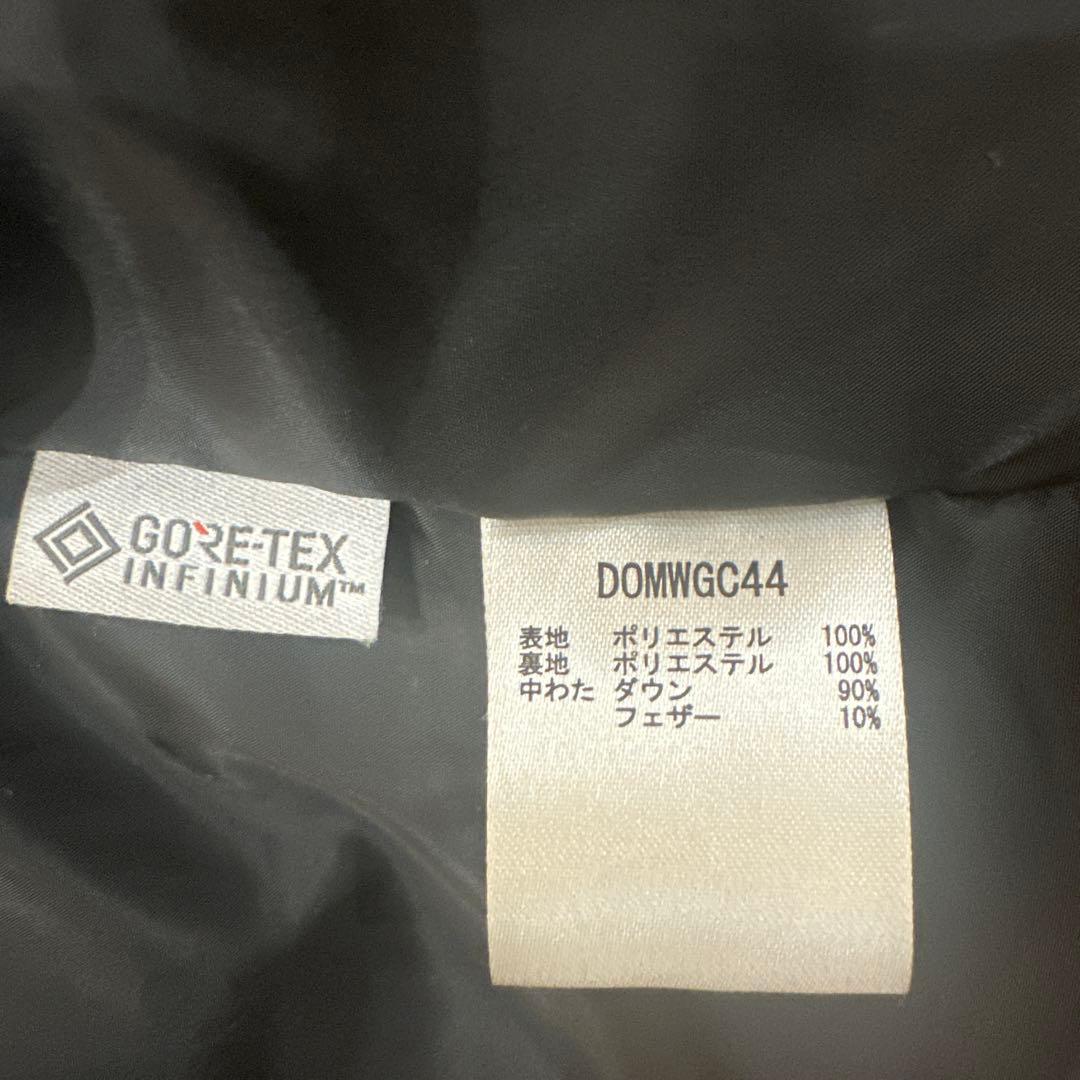 GORE-TEX
INFINIUM™
DOMWGC44
表地 ポリエステル 100%
裏地 ポリエステル 100%
中わた ダウン 90%
フェザー 10%